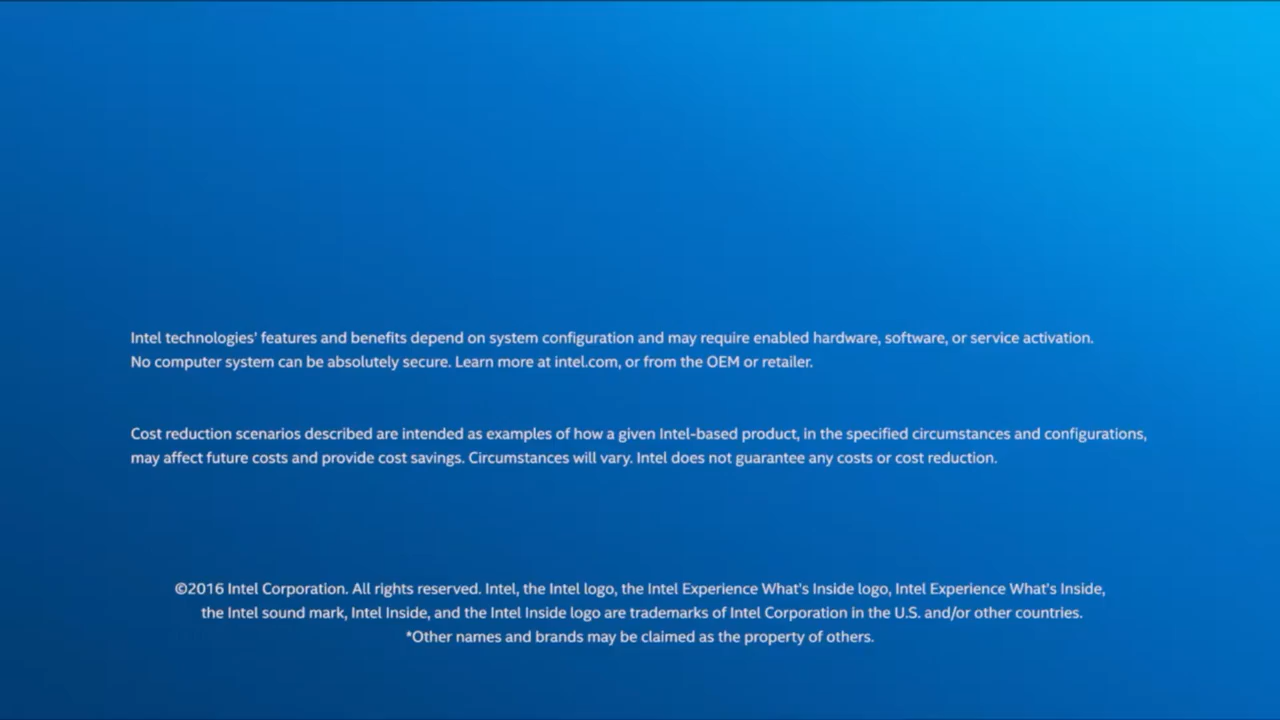 Intel technologies' features and benefits depend on system configuration and may require enabled hardware, software, or service activation.
No computer system can be absolutely secure. Learn more at intel.com, or from the OEM or retailer.
Cost reduction scenarios described are intended as examples of how a given Intel-based product, in the specified circumstances and configurations,
may affect future costs and provide cost savings. Circumstances will vary. Intel does not guarantee any costs or cost reduction.
©2016 Intel Corporation. All rights reserved. Intel, the Intel logo, the Intel Experience What's Inside logo, Intel Experience What's Inside,
the Intel sound mark, Intel Inside, and the Intel Inside logo are trademarks of Intel Corporation in the U.S. and/or other countries.
*Other names and brands may be claimed as the property of others.